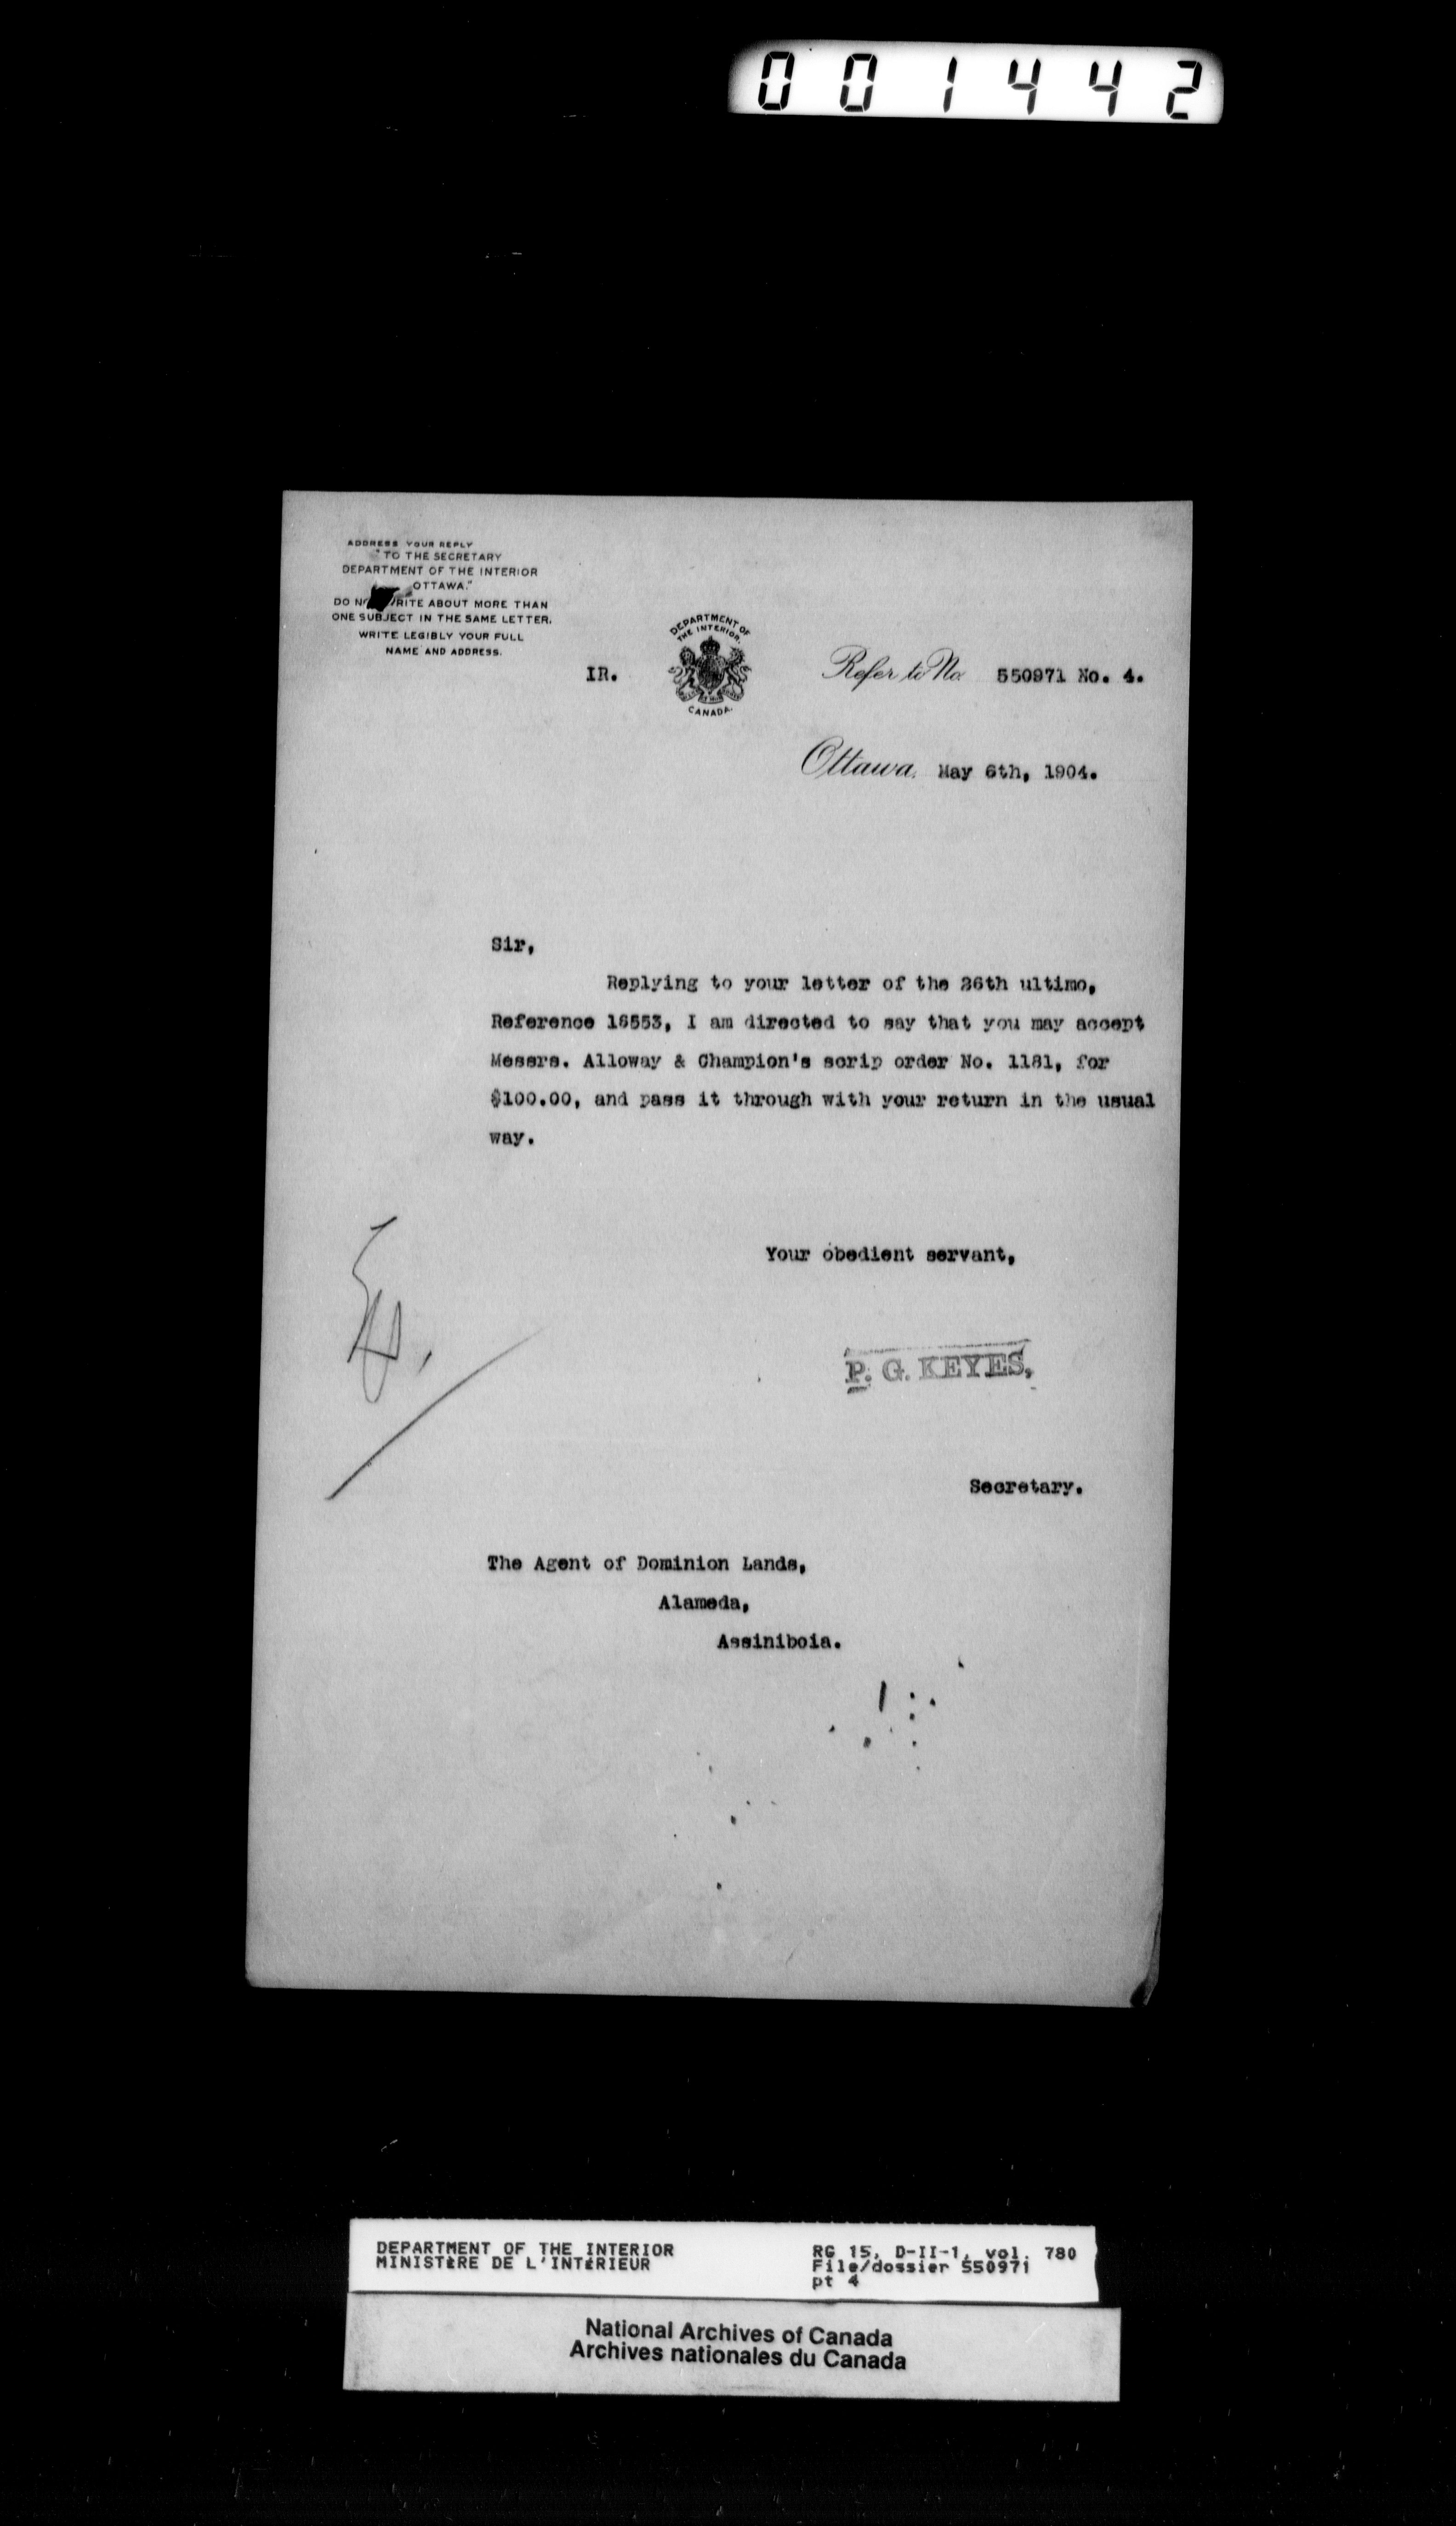 001442
ADDRESS YOUR REPLY
"TO THE SECRETARY
DEPARTMENT OF THE INTERIOR
OTTAWA."
DO NOT WRITE ABOUT MORE THAN
ONE SUBJECT IN THE SAME LETTER.
WRITE LEGIBLY YOUR FULL
NAME AND ADDRESS.
DEPARTMENT OF
THE INTERIOR.
CANADA.
IR.
Refer to No. 550971 No. 4.
Ottawa, May 6th, 1904.
Sir,
Replying to your letter of the 26th ultimo,
Reference 16553, I am directed to say that you may accept
Messrs. Alloway & Champion's scrip order No. 1181, for
$100.00, and pass it through with your return in the usual
way.
Your obedient servant,
P. G. KEYES,
Secretary.
The Agent of Dominion Lands,
Alameda,
Assiniboia.
DEPARTMENT OF THE INTERIOR
MINISTÈRE DE L'INTÉRIEUR
RG 15, D-II-1, vol. 780
File/dossier 550971
pt 4
National Archives of Canada
Archives nationales du Canada